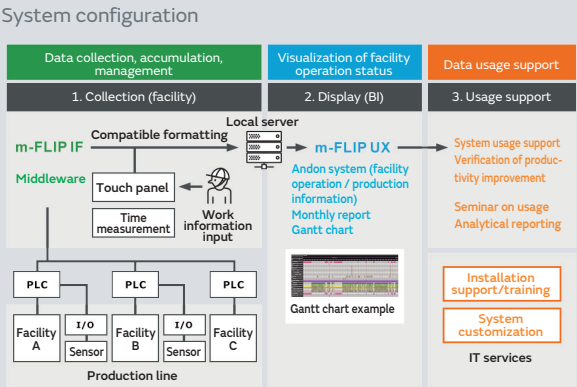 System configuration
Data collection, accumulation,
management
Visualization of facility
operation status
Data usage support
1. Collection (facility)
2. Display (BI)
3. Usage support
Local server
Compatible formatting
m-FLIP IF
m-FLIP UX
Middleware
Touch panel
Time
measurement
Work
information
input
Andon system (facility
operation / production
information)
Monthly report
Gantt chart
Gantt chart example
System usage support
Verification of produc-
tivity improvement
Seminar on usage
Analytical reporting
PLC
PLC
PLC
Facility
A
I/O
Sensor
Facility
B
I/O
Sensor
Facility
C
Production line
Installation
support/training
System
customization
IT services